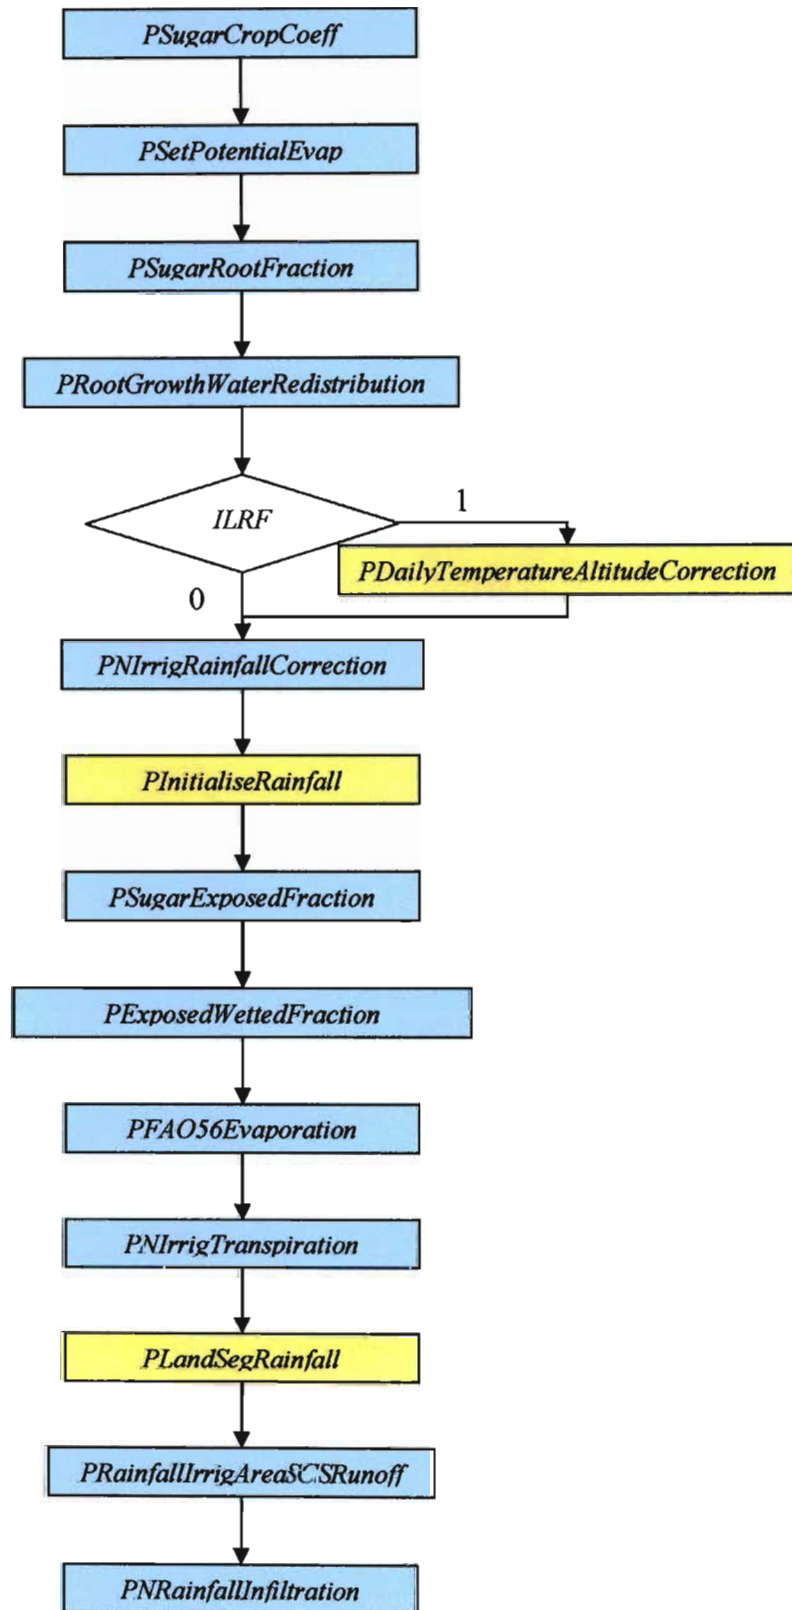 PSugarCropCoeff
PSetPotentialEvap
PSugarRootFraction
PRootGrowthWaterRedistribution
ILRF
1
PDailyTemperatureAltitudeCorrection
0
PNIrrigRainfallCorrection
PInitialiseRainfall
PSugarExposedFraction
PExposedWettedFraction
PFAO56Evaporation
PNIrrigTranspiration
PLandSegRainfall
PRainfallIrrigAreaSCSRunoff
PNRainfallInfiltration